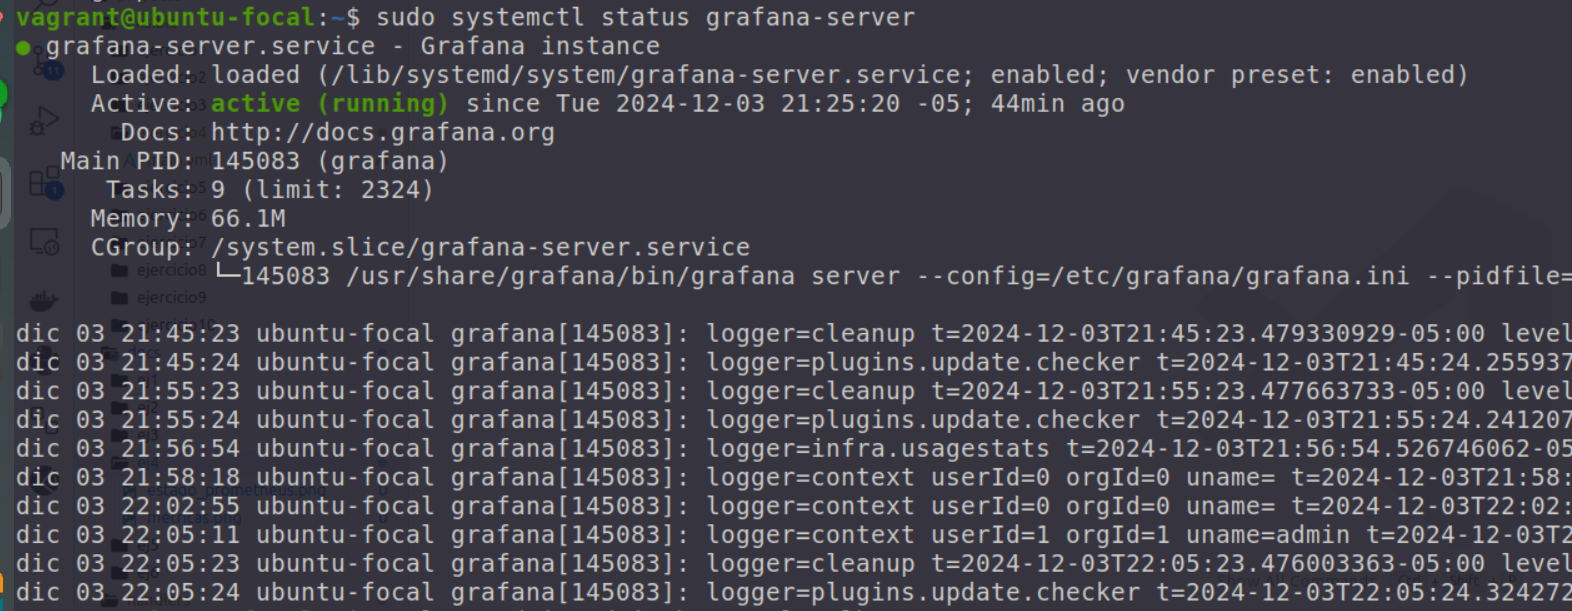 vagrant@ubuntu-focal:~$ sudo systemctl status grafana-server
● grafana-server.service - Grafana instance
Loaded: loaded (/lib/systemd/system/grafana-server.service; enabled; vendor preset: enabled)
Active: active (running) since Tue 2024-12-03 21:25:20 -05; 44min ago
Docs: http://docs.grafana.org
Main PID: 145083 (grafana)
Tasks: 9 (limit: 2324)
Memory: 66.1M
CGroup: /system.slice/grafana-server.service
└─145083 /usr/share/grafana/bin/grafana server --config=/etc/grafana/grafana.ini --pidfile=
dic 03 21:45:23 ubuntu-focal grafana[145083]: logger=cleanup t=2024-12-03T21:45:23.479330929-05:00 level
dic 03 21:45:24 ubuntu-focal grafana[145083]: logger=plugins.update.checker t=2024-12-03T21:45:24.255937
dic 03 21:55:23 ubuntu-focal grafana[145083]: logger=cleanup t=2024-12-03T21:55:23.477663733-05:00 level
dic 03 21:55:24 ubuntu-focal grafana[145083]: logger=plugins.update.checker t=2024-12-03T21:55:24.241207
dic 03 21:56:54 ubuntu-focal grafana[145083]: logger=infra.usagestats t=2024-12-03T21:56:54.526746062-05
dic 03 21:58:18 ubuntu-focal grafana[145083]: logger=context userId=0 orgId=0 uname= t=2024-12-03T21:58:
dic 03 22:02:55 ubuntu-focal grafana[145083]: logger=context userId=0 orgId=0 uname= t=2024-12-03T22:02:
dic 03 22:05:11 ubuntu-focal grafana[145083]: logger=context userId=1 orgId=1 uname=admin t=2024-12-03T2
dic 03 22:05:23 ubuntu-focal grafana[145083]: logger=cleanup t=2024-12-03T22:05:23.476003363-05:00 level
dic 03 22:05:24 ubuntu-focal grafana[145083]: logger=plugins.update.checker t=2024-12-03T22:05:24.324272
ejercicio8
ejercicio9
estado_prometheus.png
metricas.png
Show All Commands Ctrl + Shift + P